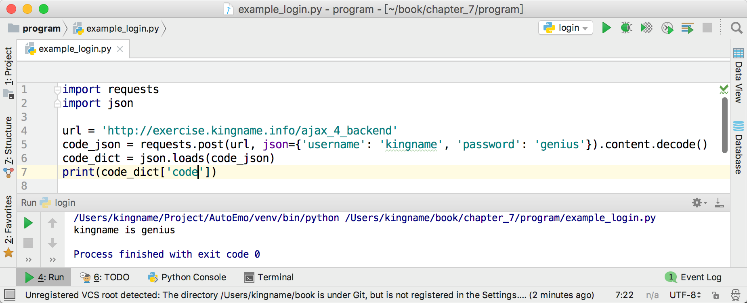 example_login.py - program - [~/book/chapter_7/program]
program example_login.py login
example_login.py
1: Project
7: Structure
2: Favorites
Data View
Database
1 import requests
2 import json
3
4 url = 'http://exercise.kingname.info/ajax_4_backend'
5 code_json = requests.post(url, json={'username': 'kingname', 'password': 'genius'}).content.decode()
6 code_dict = json.loads(code_json)
7 print(code_dict['code'])
8
Run login
/Users/kingname/Project/AutoEmo/venv/bin/python /Users/kingname/book/chapter_7/program/example_login.py
kingname is genius
Process finished with exit code 0
4: Run 6: TODO Python Console Terminal 1 Event Log
Unregistered VCS root detected: The directory /Users/kingname/book is under Git, but is not registered in the Settings.... (2 minutes ago) 7:22 n/a UTF-8